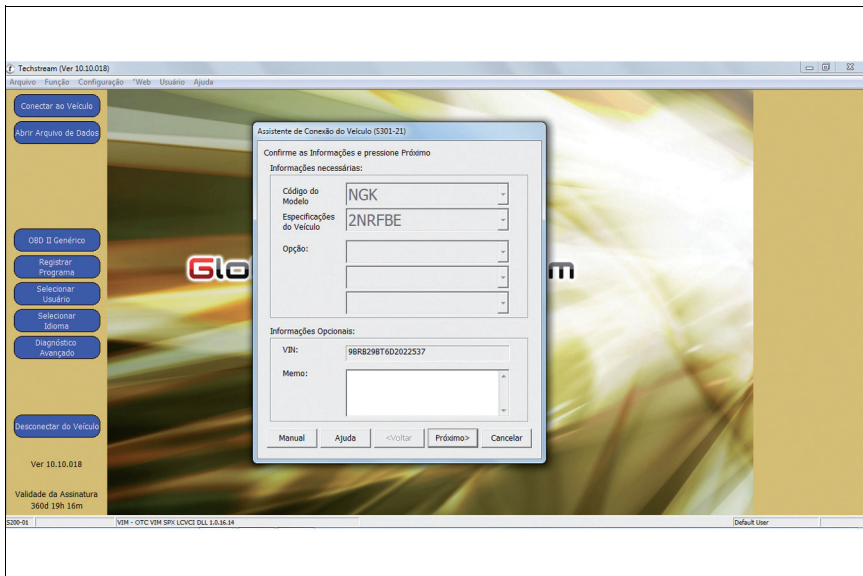 Techstream (Ver 10.10.018)
Arquivo Função Configuração "Web Usuário Ajuda
Conectar ao Veículo
Abrir Arquivo de Dados
OBD II Genérico
Registrar
Programa
Selecionar
Usuário
Selecionar
Idioma
Diagnóstico
Avançado
Desconectar do Veículo
Ver 10.10.018
Validade da Assinatura
360d 19h 16m
Glo
m
Assistente de Conexão do Veículo (S301-21)
Confirme as Informações e pressione Próximo
Informações necessárias:
Código do
Modelo
NGK
Especificações
do Veículo
2NRFBE
Opção:
Informações Opcionais:
VIN:
9BRB29BT6D2022537
Memo:
Manual Ajuda <Voltar Próximo> Cancelar
S200-01 VIM - OTC VIM SPX LCVCI DLL 1.0.16.14 Default User